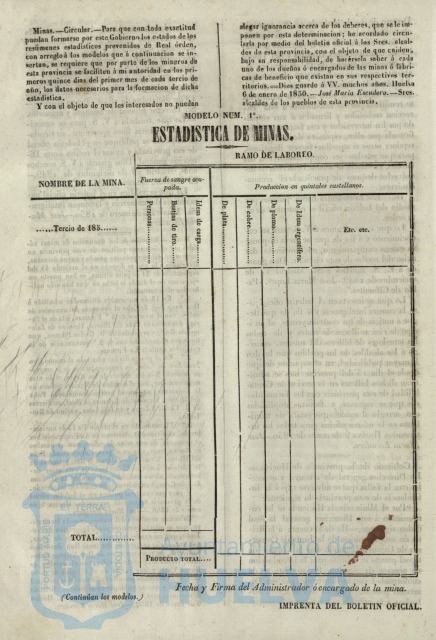 Minas.—Circular.—Para que con toda exactitud
puedan formarse por este Gobierno los estados de los
resúmenes estadísticos prevenidos de Real órden,
con arreglo á los modelos que á continuacion se in-
sertan, se requiere que por parte de los mineros de
esta provincia se faciliten á mi autoridad en los pri-
meros quince dias del primer mes de cada tercio de
año, los datos necesarios para la formacion de dicha
estadística.
Y con el objeto de que los interesados no puedan
alegar ignorancia acerca de los deberes, que se le im-
ponen por esta determinacion; he acordado circu-
larla por medio del boletin oficial á los Sres. alcal-
des de esta provincia, con el objeto de que cuiden,
bajo su responsabilidad, de hacérselo saber á cada
uno de los dueños ó encargados de las minas ó fábri-
cas de beneficio que existan en sus respectivos ter-
ritorios.—Dios guarde á VV. muchos años. Huelva
6 de enero de 1850.—José María Escudero.—Sres.
alcaldes de los pueblos de esta provincia.
MODELO NUM. 1º.
ESTADISTICA DE MINAS.
RAMO DE LABOREO.
NOMBRE DE LA MINA.
Fuerza de sangre ocu-
pada.
Produccion en quintales castellanos.
......Tercio de 185......
Personas
Bestias de tiro.
Idem de carga.
De plata.
De cobre.
De plomo.
De Idem argentífero.
Etc. etc.
TOTAL............
PRODUCTO TOTAL....
Fecha y Firma del Administrador ó encargado de la mina.
(Continúan los modelos.)
IMPRENTA DEL BOLETIN OFICIAL.
Ayuntamiento de
HUELVA